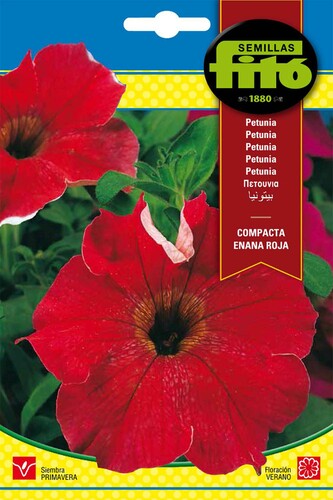 SEMILLAS
fitó
1880
Petunia
Petunia
Petunia
Petunia
Petunia
Πετουνια
بيتونيا
COMPACTA
ENANA ROJA
Siembra
PRIMAVERA
Floración
VERANO